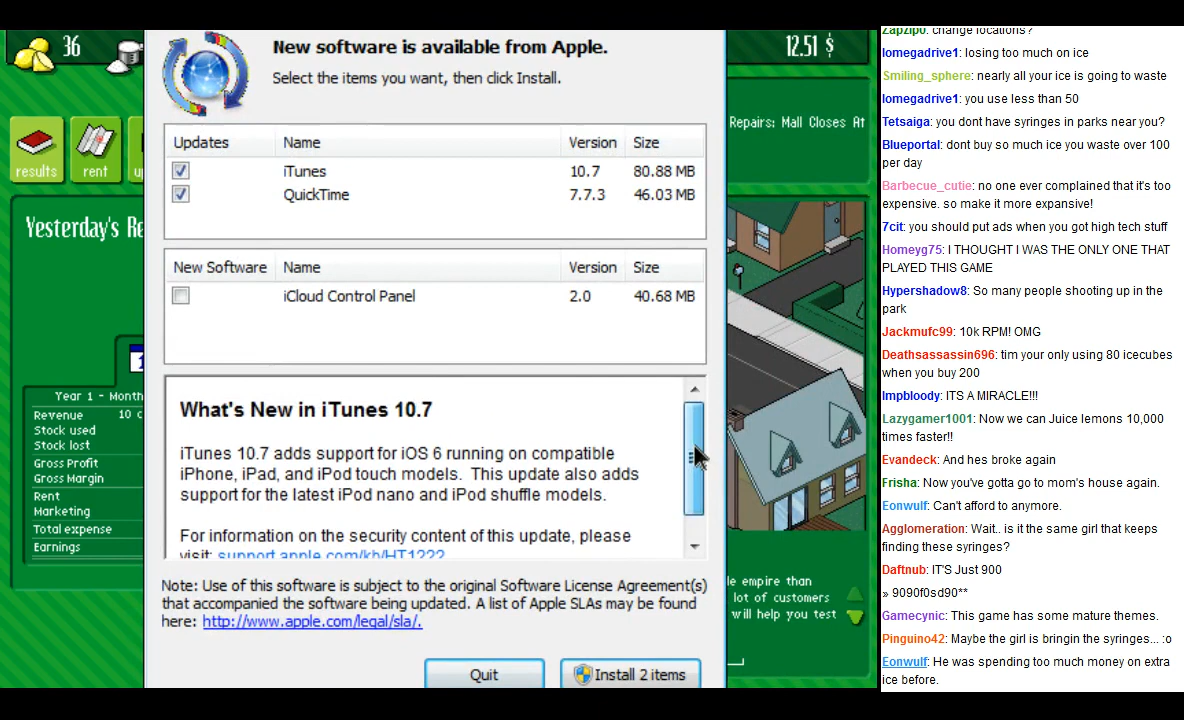 36
results
rent
Yesterday's Re
1
Year 1 - Month
Revenue 10 c
Stock used
Stock lost
Gross Profit
Gross Margin
Rent
Marketing
Total expense
Earnings
New software is available from Apple.
Select the items you want, then click Install.
Updates Name Version Size
iTunes 10.7 80.88 MB
QuickTime 7.7.3 46.03 MB
New Software Name Version Size
iCloud Control Panel 2.0 40.68 MB
What's New in iTunes 10.7
iTunes 10.7 adds support for iOS 6 running on compatible
iPhone, iPad, and iPod touch models. This update also adds
support for the latest iPod nano and iPod shuffle models.
For information on the security content of this update, please
visit: support.apple.com/kb/HT1222
Note: Use of this software is subject to the original Software License Agreement(s)
that accompanied the software being updated. A list of Apple SLAs may be found
here: http://www.apple.com/legal/sla/.
Quit
Install 2 items
12.51 $
Repairs: Mall Closes At
le empire than
lot of customers
will help you test
Zapzip0: change locations?
Iomegadrive1: losing too much on ice
Smiling_sphere: nearly all your ice is going to waste
Iomegadrive1: you use less than 50
Tetsaiga: you dont have syringes in parks near you?
Blueportal: dont buy so much ice you waste over 100
per day
Barbecue_cutie: no one ever complained that it's too
expensive. so make it more expansive!
7cit: you should put ads when you got high tech stuff
Homeyg75: I THOUGHT I WAS THE ONLY ONE THAT
PLAYED THIS GAME
Hypershadow8: So many people shooting up in the
park
Jackmufc99: 10k RPM! OMG
Deathsassassin696: tim your only using 80 icecubes
when you buy 200
Impbloody: ITS A MIRACLE!!!
Lazygamer1001: Now we can Juice lemons 10,000
times faster!!
Evandeck: And hes broke again
Frisha: Now you've gotta go to mom's house again.
Eonwulf: Can't afford to anymore.
Agglomeration: Wait.. is it the same girl that keeps
finding these syringes?
Daftnub: IT'S Just 900
» 9090f0sd90**
Gamecynic: This game has some mature themes.
Pinguino42: Maybe the girl is bringin the syringes... :o
Eonwulf: He was spending too much money on extra
ice before.